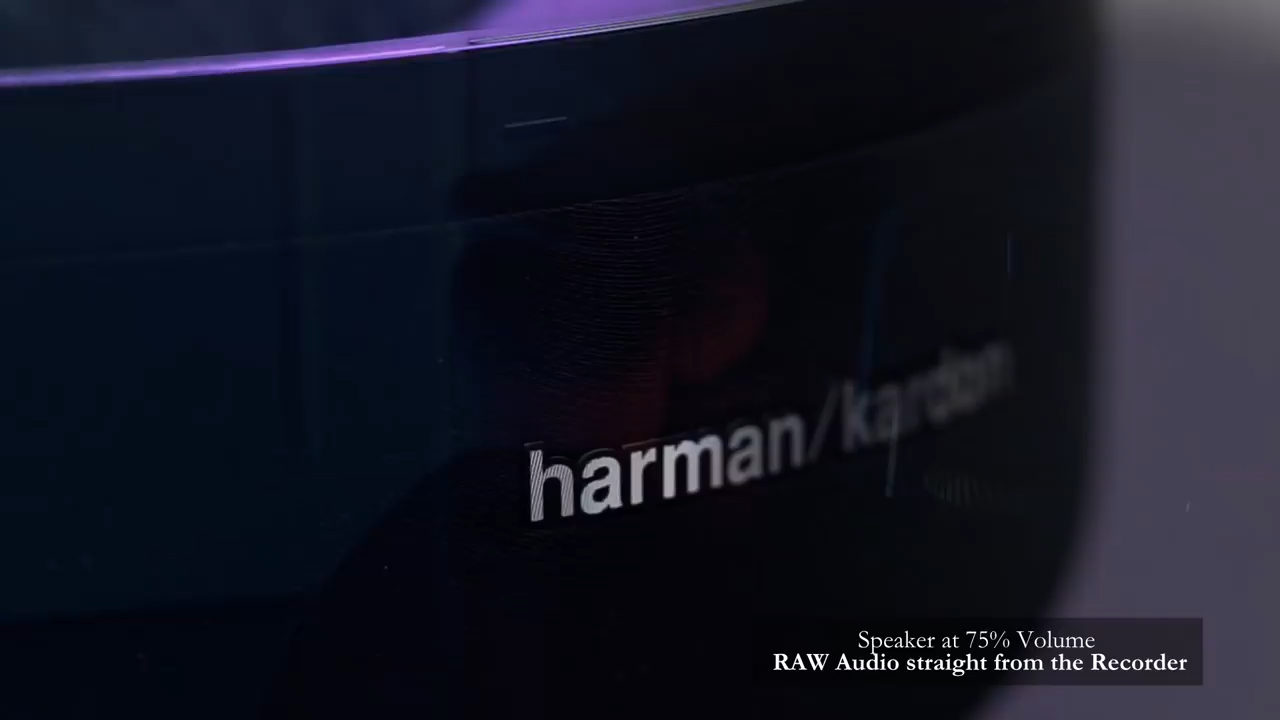 harman/kardon
Speaker at 75% Volume
RAW Audio straight from the Recorder